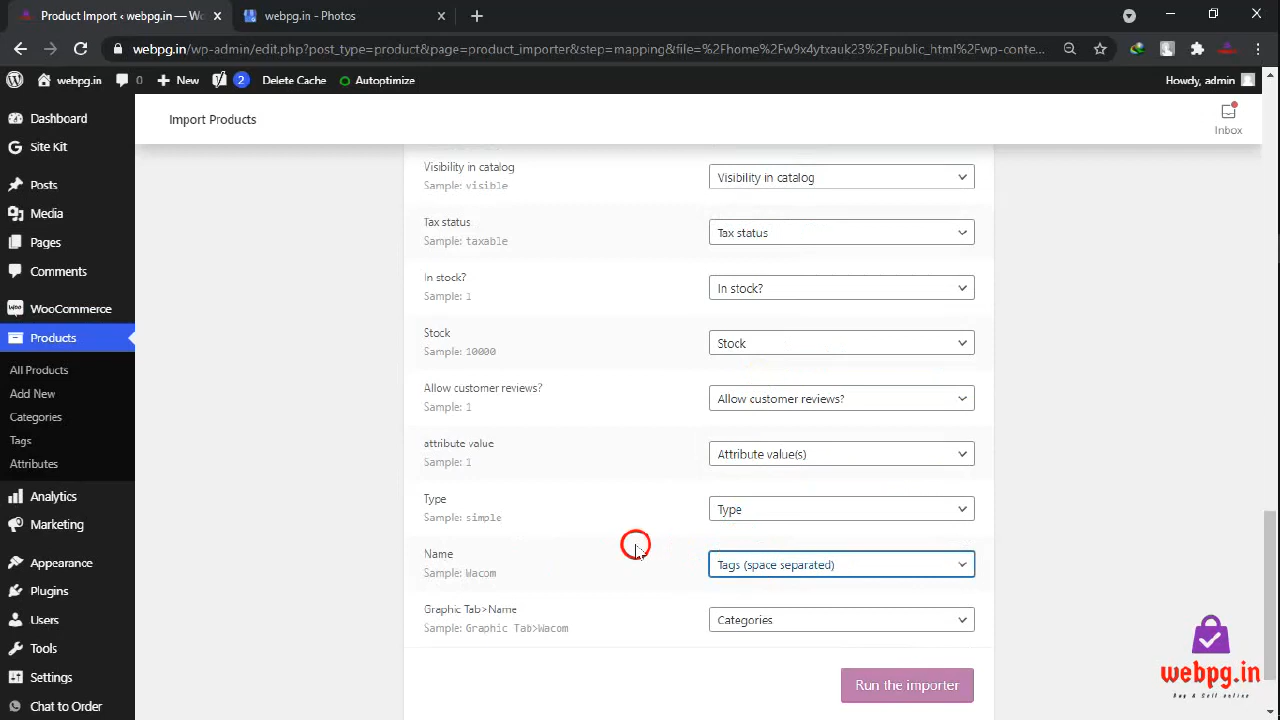 Product Import ‹ webpg.in — Wo
webpg.in - Photos
webpg.in/wp-admin/edit.php?post_type=product&page=product_importer&step=mapping&file=%2Fhome%2Fw9x4ytxauk23%2Fpublic_html%2Fwp-conte...
webpg.in
0
New
2
Delete Cache
Autoptimize
Howdy, admin
Dashboard
Site Kit
Posts
Media
Pages
Comments
WooCommerce
Products
All Products
Add New
Categories
Tags
Attributes
Analytics
Marketing
Appearance
Plugins
Users
Tools
Settings
Chat to Order
Import Products
Inbox
Visibility in catalog
Sample: visible
Visibility in catalog
Tax status
Sample: taxable
Tax status
In stock?
Sample: 1
In stock?
Stock
Sample: 10000
Stock
Allow customer reviews?
Sample: 1
Allow customer reviews?
attribute value
Sample: 1
Attribute value(s)
Type
Sample: simple
Type
Name
Sample: Wacom
Tags (space separated)
Graphic Tab>Name
Sample: Graphic Tab>Wacom
Categories
Run the importer
webpg.in
Buy & Sell online